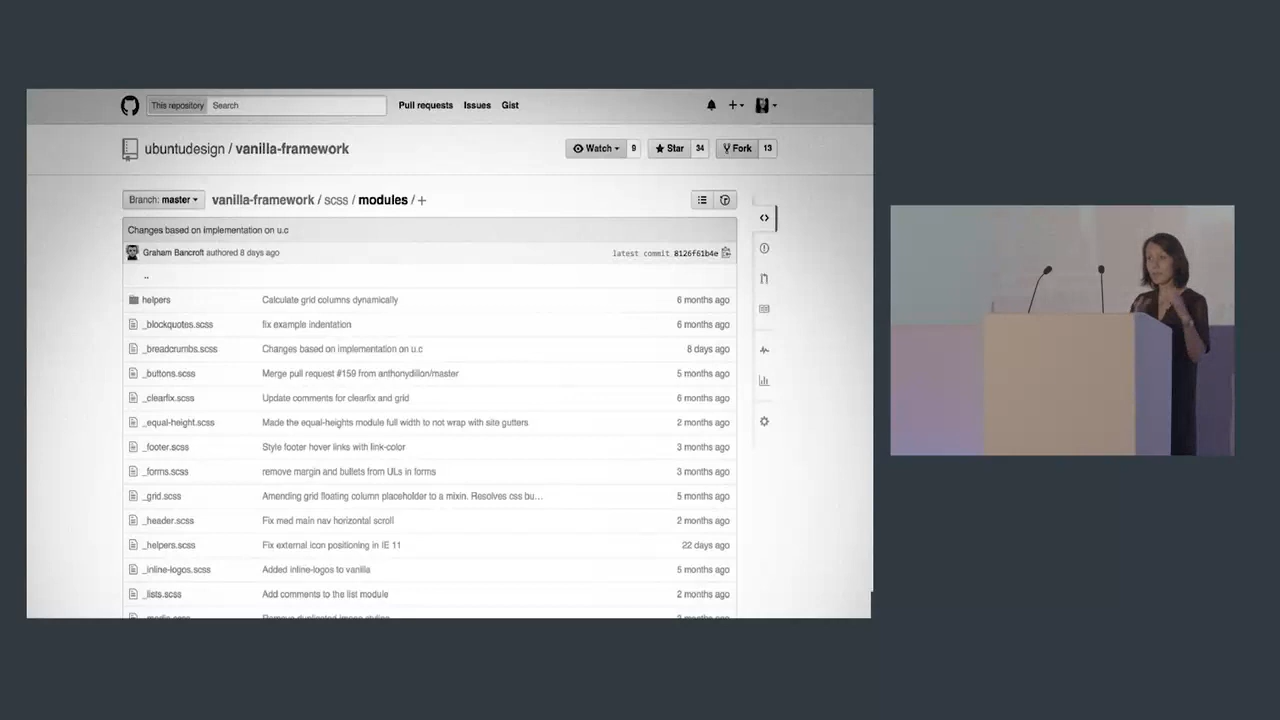 This repository Search Pull requests Issues Gist
ubuntudesign / vanilla-framework Watch 9 Star 34 Fork 13
Branch: master vanilla-framework / scss / modules / +
Changes based on implementation on u.c
Graham Bancroft authored 8 days ago latest commit 8126f61b4e
..
helpers Calculate grid columns dynamically 6 months ago
_blockquotes.scss fix example indentation 6 months ago
_breadcrumbs.scss Changes based on implementation on u.c 8 days ago
_buttons.scss Merge pull request #159 from anthonydillon/master 5 months ago
_clearfix.scss Update comments for clearfix and grid 6 months ago
_equal-height.scss Made the equal-heights module full width to not wrap with site gutters 2 months ago
_footer.scss Style footer hover links with link-color 3 months ago
_forms.scss remove margin and bullets from ULs in forms 3 months ago
_grid.scss Amending grid floating column placeholder to a mixin. Resolves css bu… 5 months ago
_header.scss Fix med main nav horizontal scroll 2 months ago
_helpers.scss Fix external icon positioning in IE 11 22 days ago
_inline-logos.scss Added inline-logos to vanilla 5 months ago
_lists.scss Add comments to the list module 2 months ago